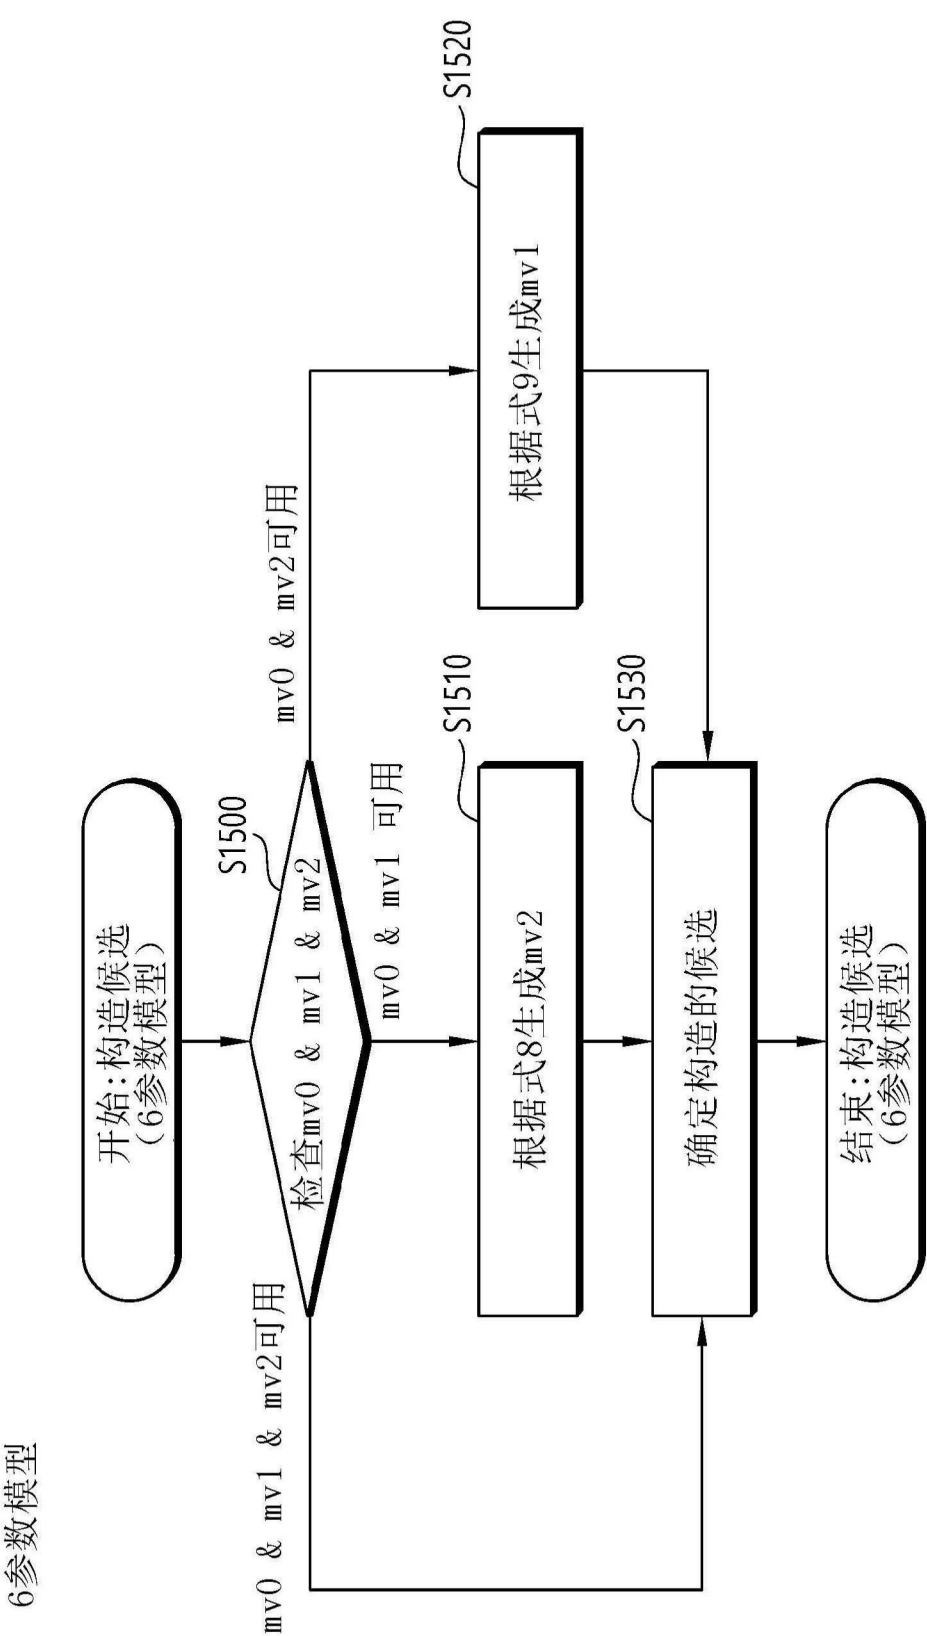 6参数模型
开始:构造候选
(6参数模型)
S1500
检查mv0 & mv1 & mv2
mv0 & mv1 & mv2可用
mv0 & mv1 可用
mv0 & mv2可用
S1510
根据式8生成mv2
S1520
根据式9生成mv1
S1530
确定构造的候选
结束:构造候选
(6参数模型)